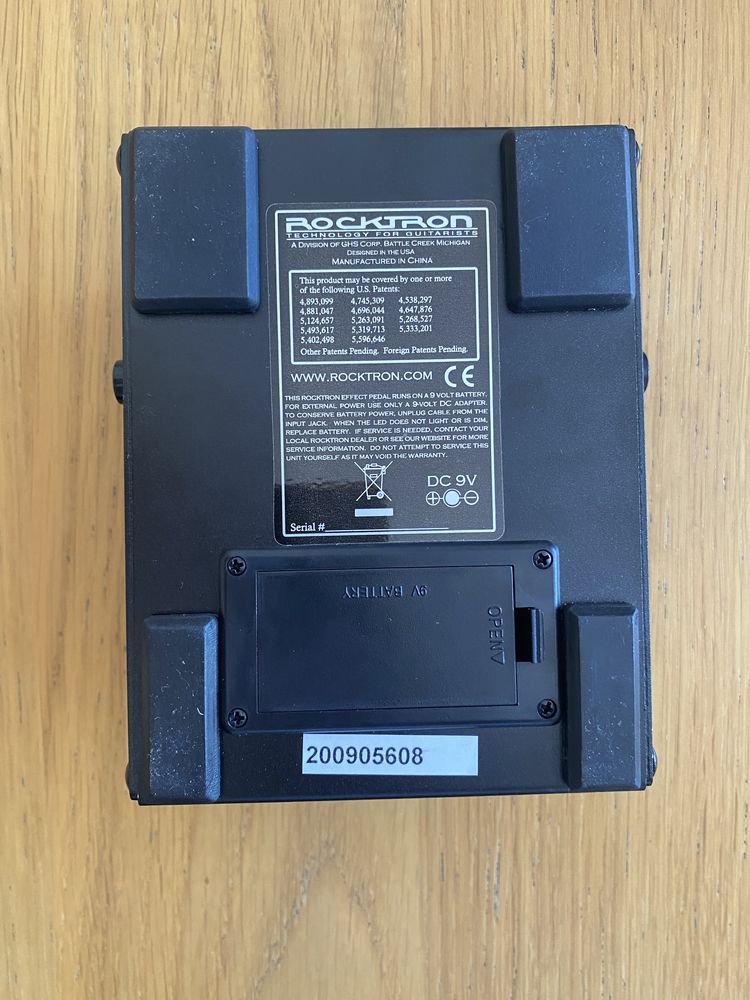 ROCKTRON
TECHNOLOGY FOR GUITARISTS
A DIVISION OF GHS CORP. BATTLE CREEK MICHIGAN
DESIGNED IN THE USA
MANUFACTURED IN CHINA
This product may be covered by one or more
of the following U.S. Patents:
4,893,099 4,745,309 4,538,297
4,881,047 4,696,044 4,647,876
5,124,657 5,263,091 5,268,527
5,493,617 5,319,713 5,333,201
5,402,498 5,596,646
Other Patents Pending. Foreign Patents Pending.
WWW.ROCKTRON.COM CE
THIS ROCKTRON EFFECT PEDAL RUNS ON A 9 VOLT BATTERY.
FOR EXTERNAL POWER USE ONLY A 9-VOLT DC ADAPTER.
TO CONSERVE BATTERY POWER, UNPLUG CABLE FROM THE
INPUT JACK. WHEN THE LED DOES NOT LIGHT OR IS DIM,
REPLACE BATTERY. IF SERVICE IS NEEDED, CONTACT YOUR
LOCAL ROCKTRON DEALER OR SEE OUR WEBSITE FOR MORE
SERVICE INFORMATION. DO NOT ATTEMPT TO SERVICE THIS
UNIT YOURSELF AS IT MAY VOID THE WARRANTY.
DC 9V
Serial #
9V BATTERY
OPEN
200905608